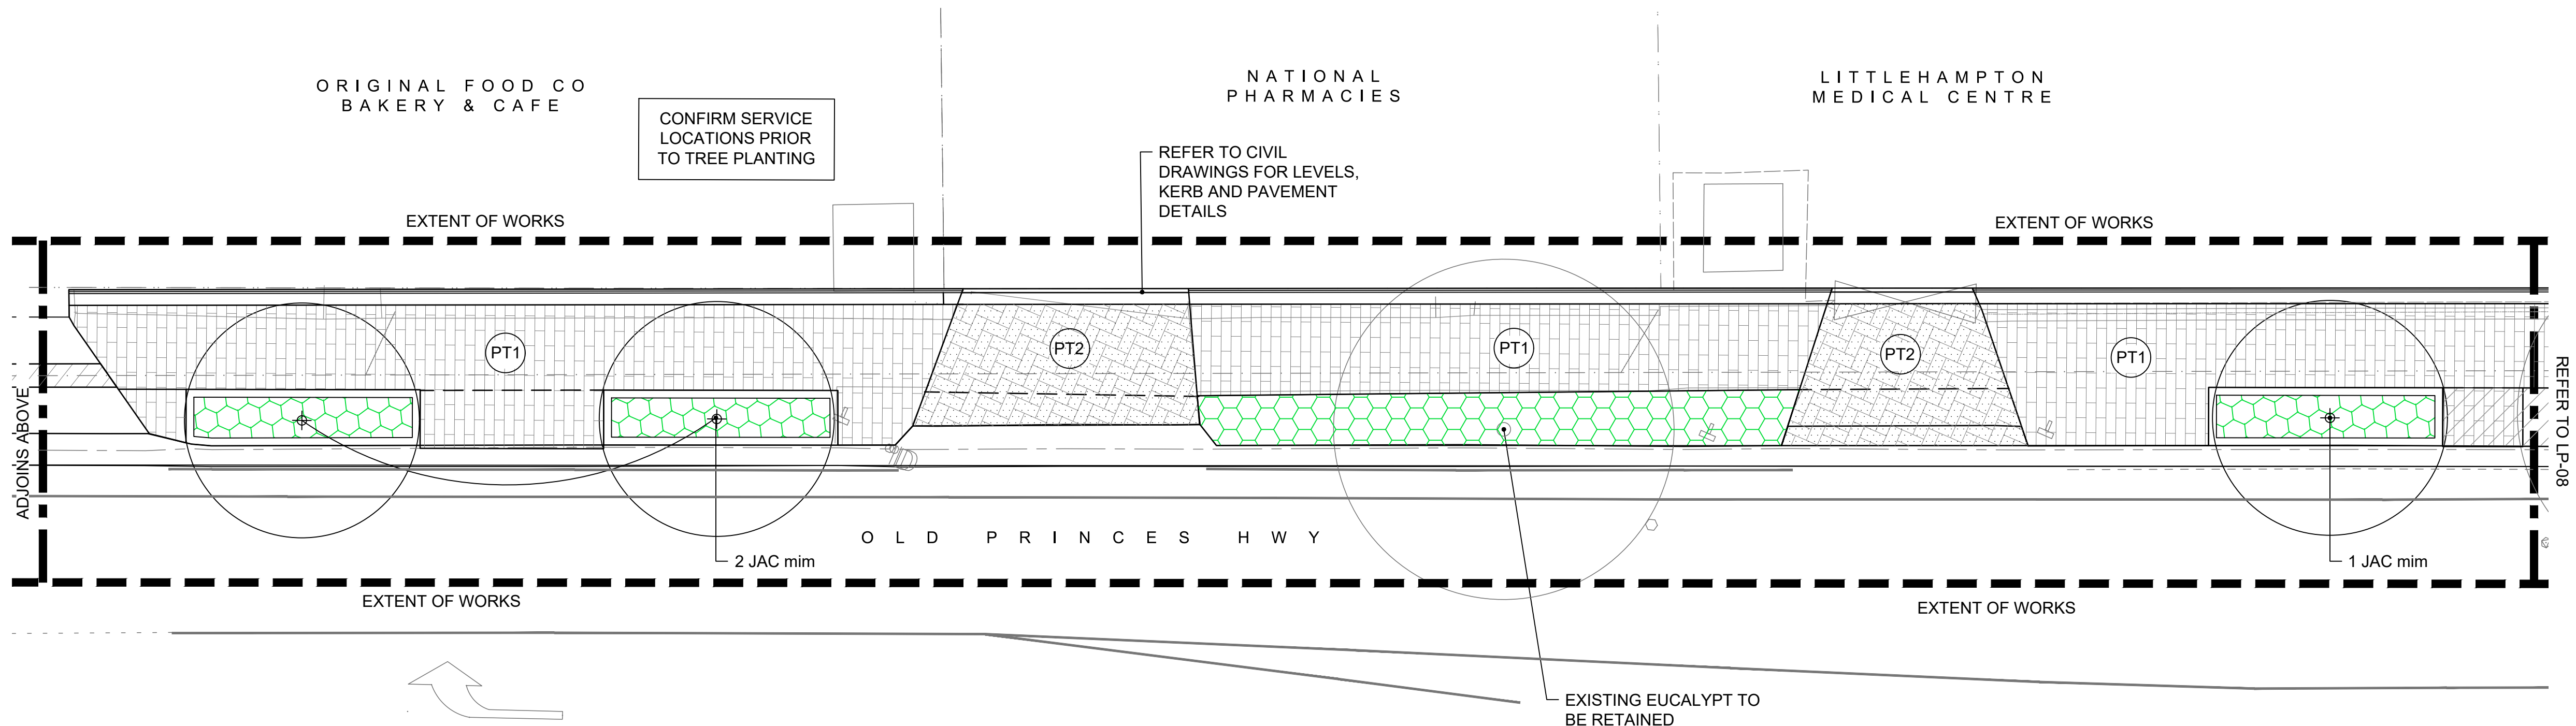 ORIGINAL FOOD CO
BAKERY & CAFE
NATIONAL
PHARMACIES
LITTLEHAMPTON
MEDICAL CENTRE
CONFIRM SERVICE
LOCATIONS PRIOR
TO TREE PLANTING
REFER TO CIVIL
DRAWINGS FOR LEVELS,
KERB AND PAVEMENT
DETAILS
EXTENT OF WORKS
EXTENT OF WORKS
PT1
PT2
PT1
PT2
PT1
ADJOINS ABOVE
REFER TO LP-08
OLD PRINCES HWY
2 JAC mim
1 JAC mim
EXTENT OF WORKS
EXTENT OF WORKS
EXISTING EUCALYPT TO
BE RETAINED